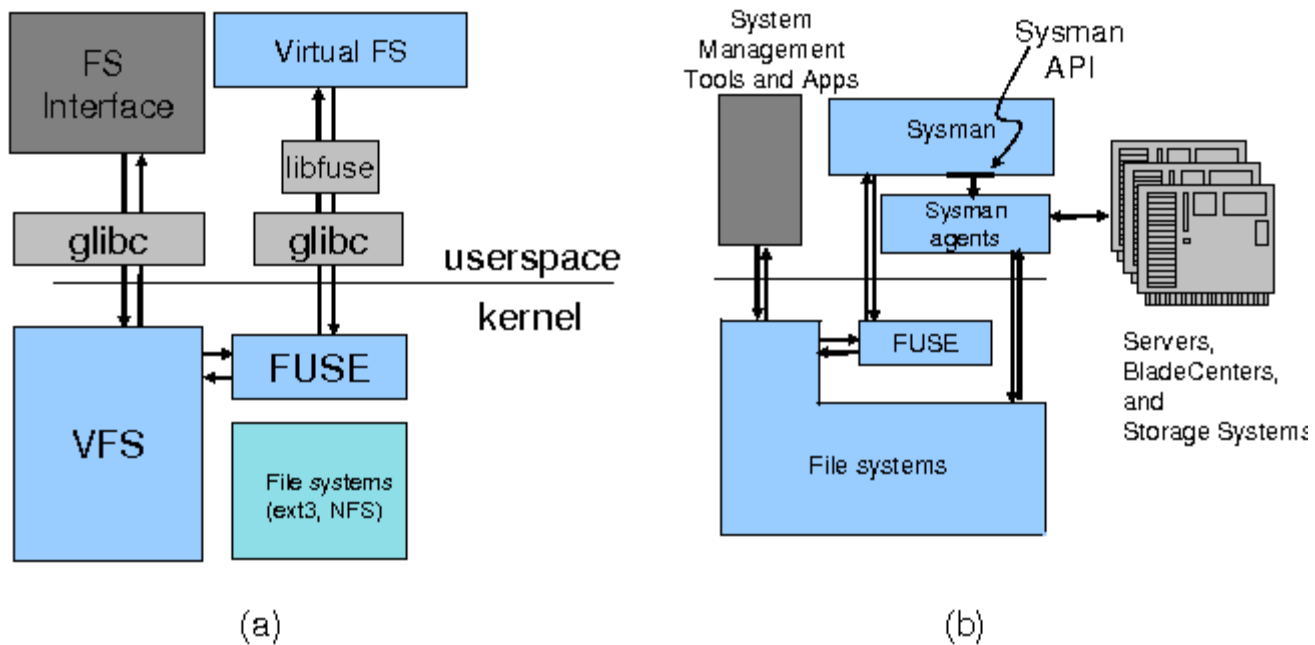 FS
Interface
Virtual FS
libfuse
glibc
glibc
userspace
kernel
VFS
FUSE
File systems
(ext3, NFS)
(a)
System
Management
Tools and Apps
Sysman
API
Sysman
Sysman
agents
FUSE
File systems
Servers,
BladeCenters,
and
Storage Systems
(b)